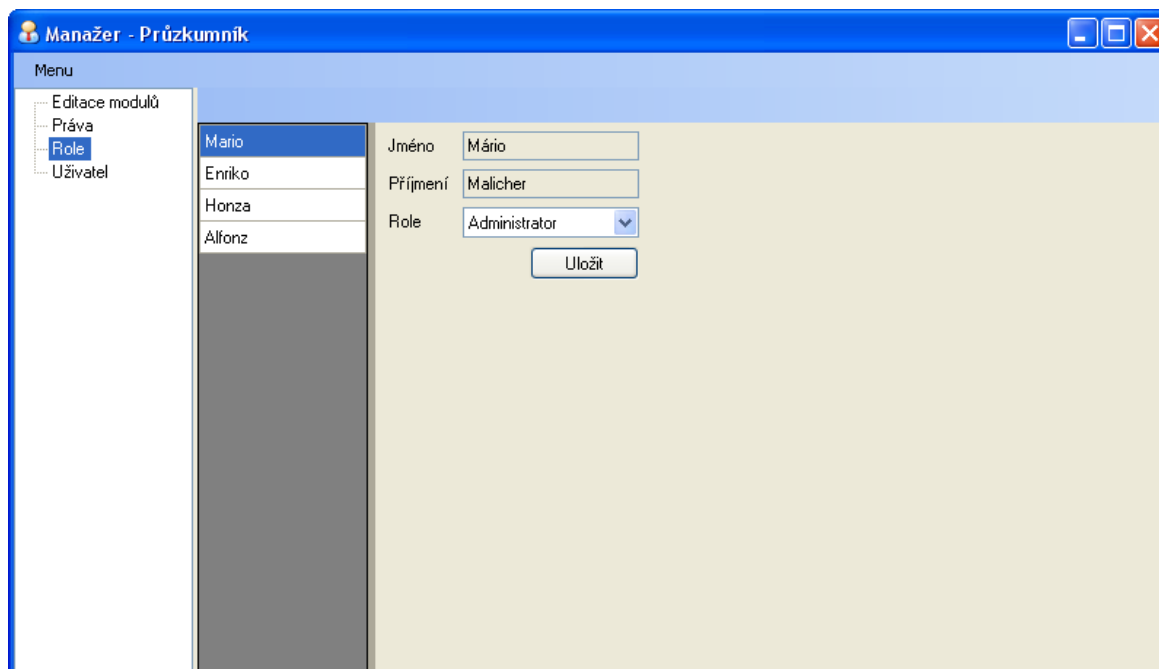 Manažer - Průzkumník
Menu
Editace modulů
Práva
Role
Uživatel
Mario
Enriko
Honza
Alfonz
Jméno Mário
Příjmení Malicher
Role Administrator
Uložit